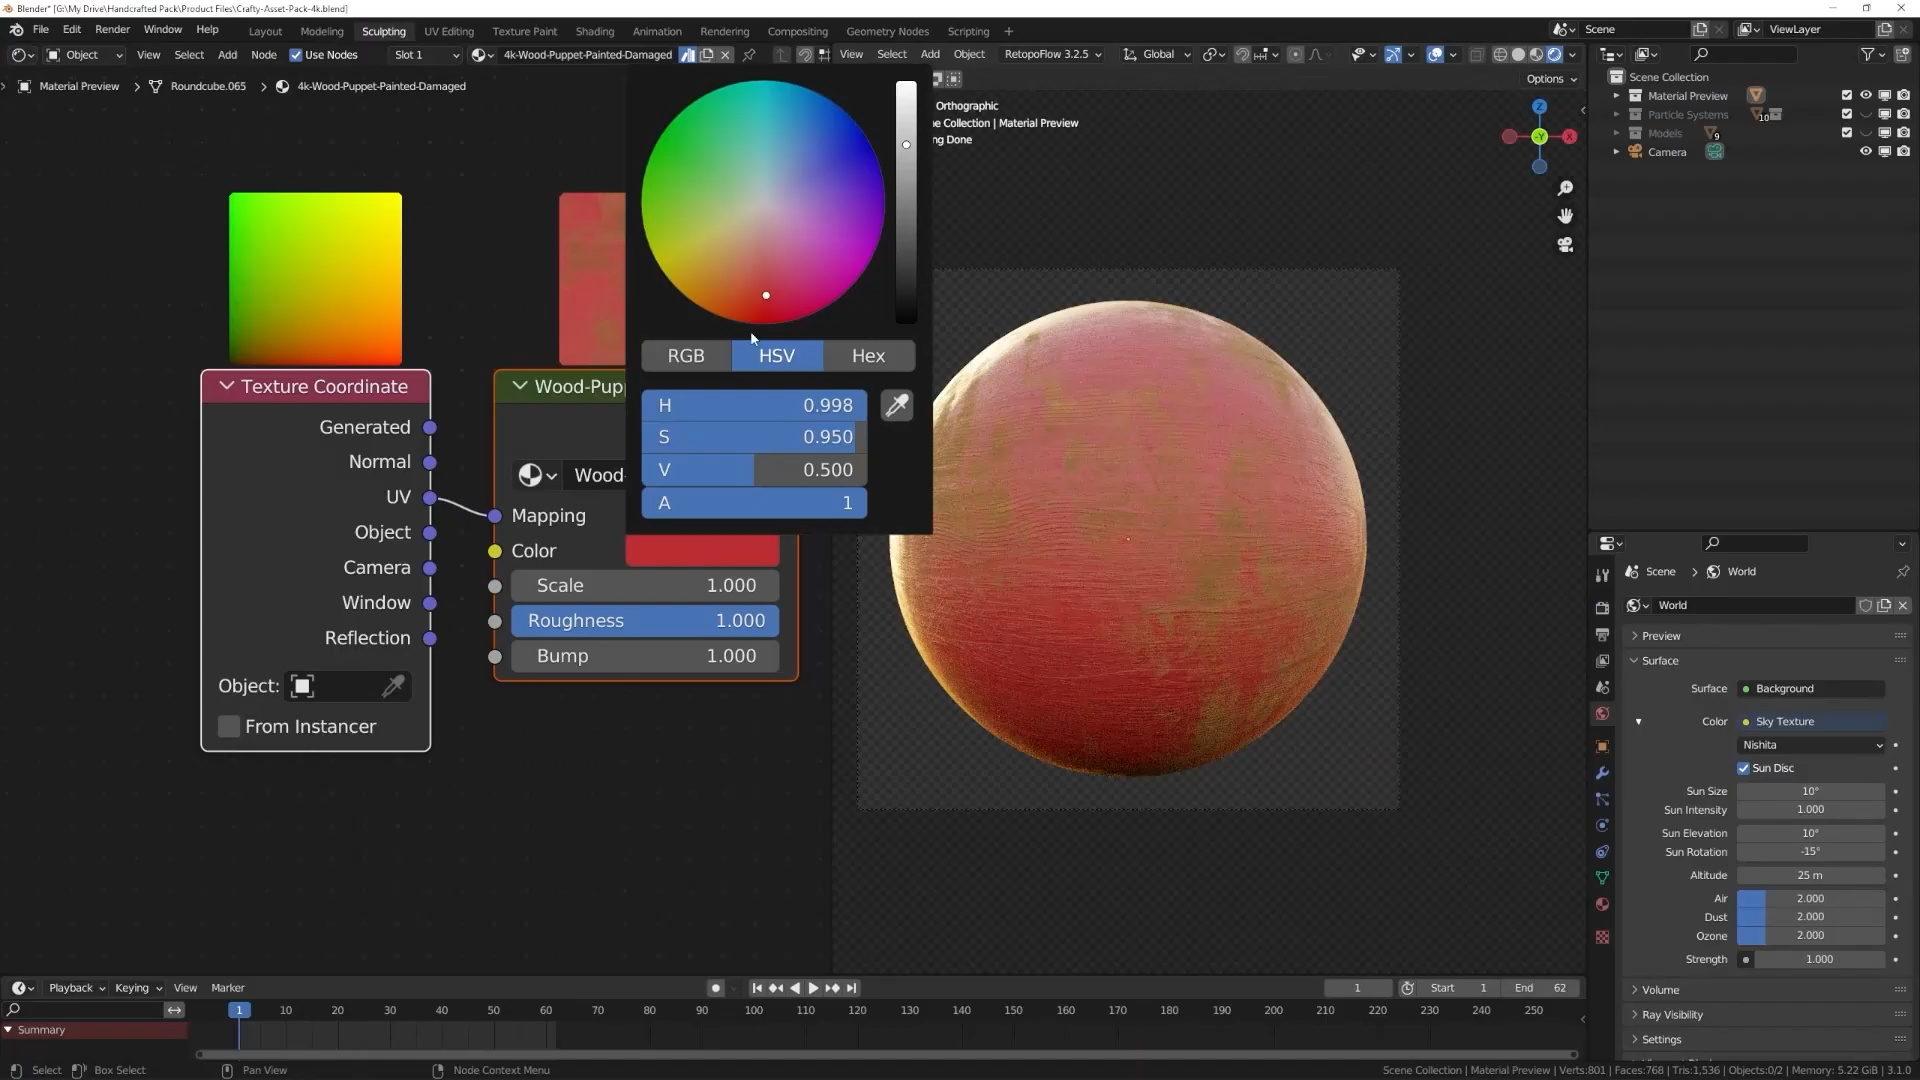 Blender* [G:\My Drive\Handcrafted Pack\Product Files\Crafty-Asset-Pack-4k.blend]
File Edit Render Window Help Layout Modeling Sculpting UV Editing Texture Paint Shading Animation Rendering Compositing Geometry Nodes Scripting + Scene ViewLayer
Object View Select Add Node Use Nodes Slot 1 4k-Wood-Puppet-Painted-Damaged View Select Add Object RetopoFlow 3.2.5 Global
Material Preview > Roundcube.065 > 4k-Wood-Puppet-Painted-Damaged
Options
Orthographic
e Collection | Material Preview
ng Done
Z
-Y
X
Scene Collection
Material Preview
Particle Systems 10
Models 9
Camera
RGB HSV Hex
H 0.998
S 0.950
V 0.500
A 1
Texture Coordinate
Generated
Normal
UV
Object
Camera
Window
Reflection
Object:
From Instancer
Wood-Pup
Wood-
Mapping
Color
Scale 1.000
Roughness 1.000
Bump 1.000
Scene > World
World
Preview
Surface
Surface Background
Color Sky Texture
Nishita
Sun Disc
Sun Size 10°
Sun Intensity 1.000
Sun Elevation 10°
Sun Rotation -15°
Altitude 25 m
Air 2.000
Dust 2.000
Ozone 2.000
Strength 1.000
Volume
Ray Visibility
Settings
Playback Keying View Marker 1 Start 1 End 62
1 10 20 30 40 50 60 70 80 90 100 110 120 130 140 150 160 170 180 190 200 210 220 230 240 250
Summary
Select Box Select Pan View Node Context Menu Scene Collection | Material Preview | Verts:801 | Faces:768 | Tris:1,536 | Objects:0/2 | Memory: 5.22 GiB | 3.1.0